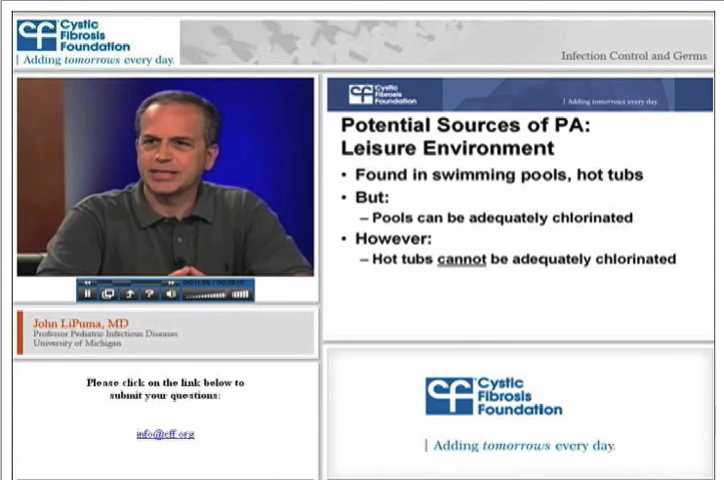 Cystic
Fibrosis
Foundation
Adding tomorrows every day.
Infection Control and Germs
Cystic
Fibrosis
Foundation
Adding tomorrows every day
Potential Sources of PA:
Leisure Environment
• Found in swimming pools, hot tubs
• But:
– Pools can be adequately chlorinated
• However:
– Hot tubs cannot be adequately chlorinated
John LiPuma, MD
Professor Pediatric Infectious Diseases
University of Michigan
Please click on the link below to
submit your questions:
info@cff.org
Cystic
Fibrosis
Foundation
Adding tomorrows every day.